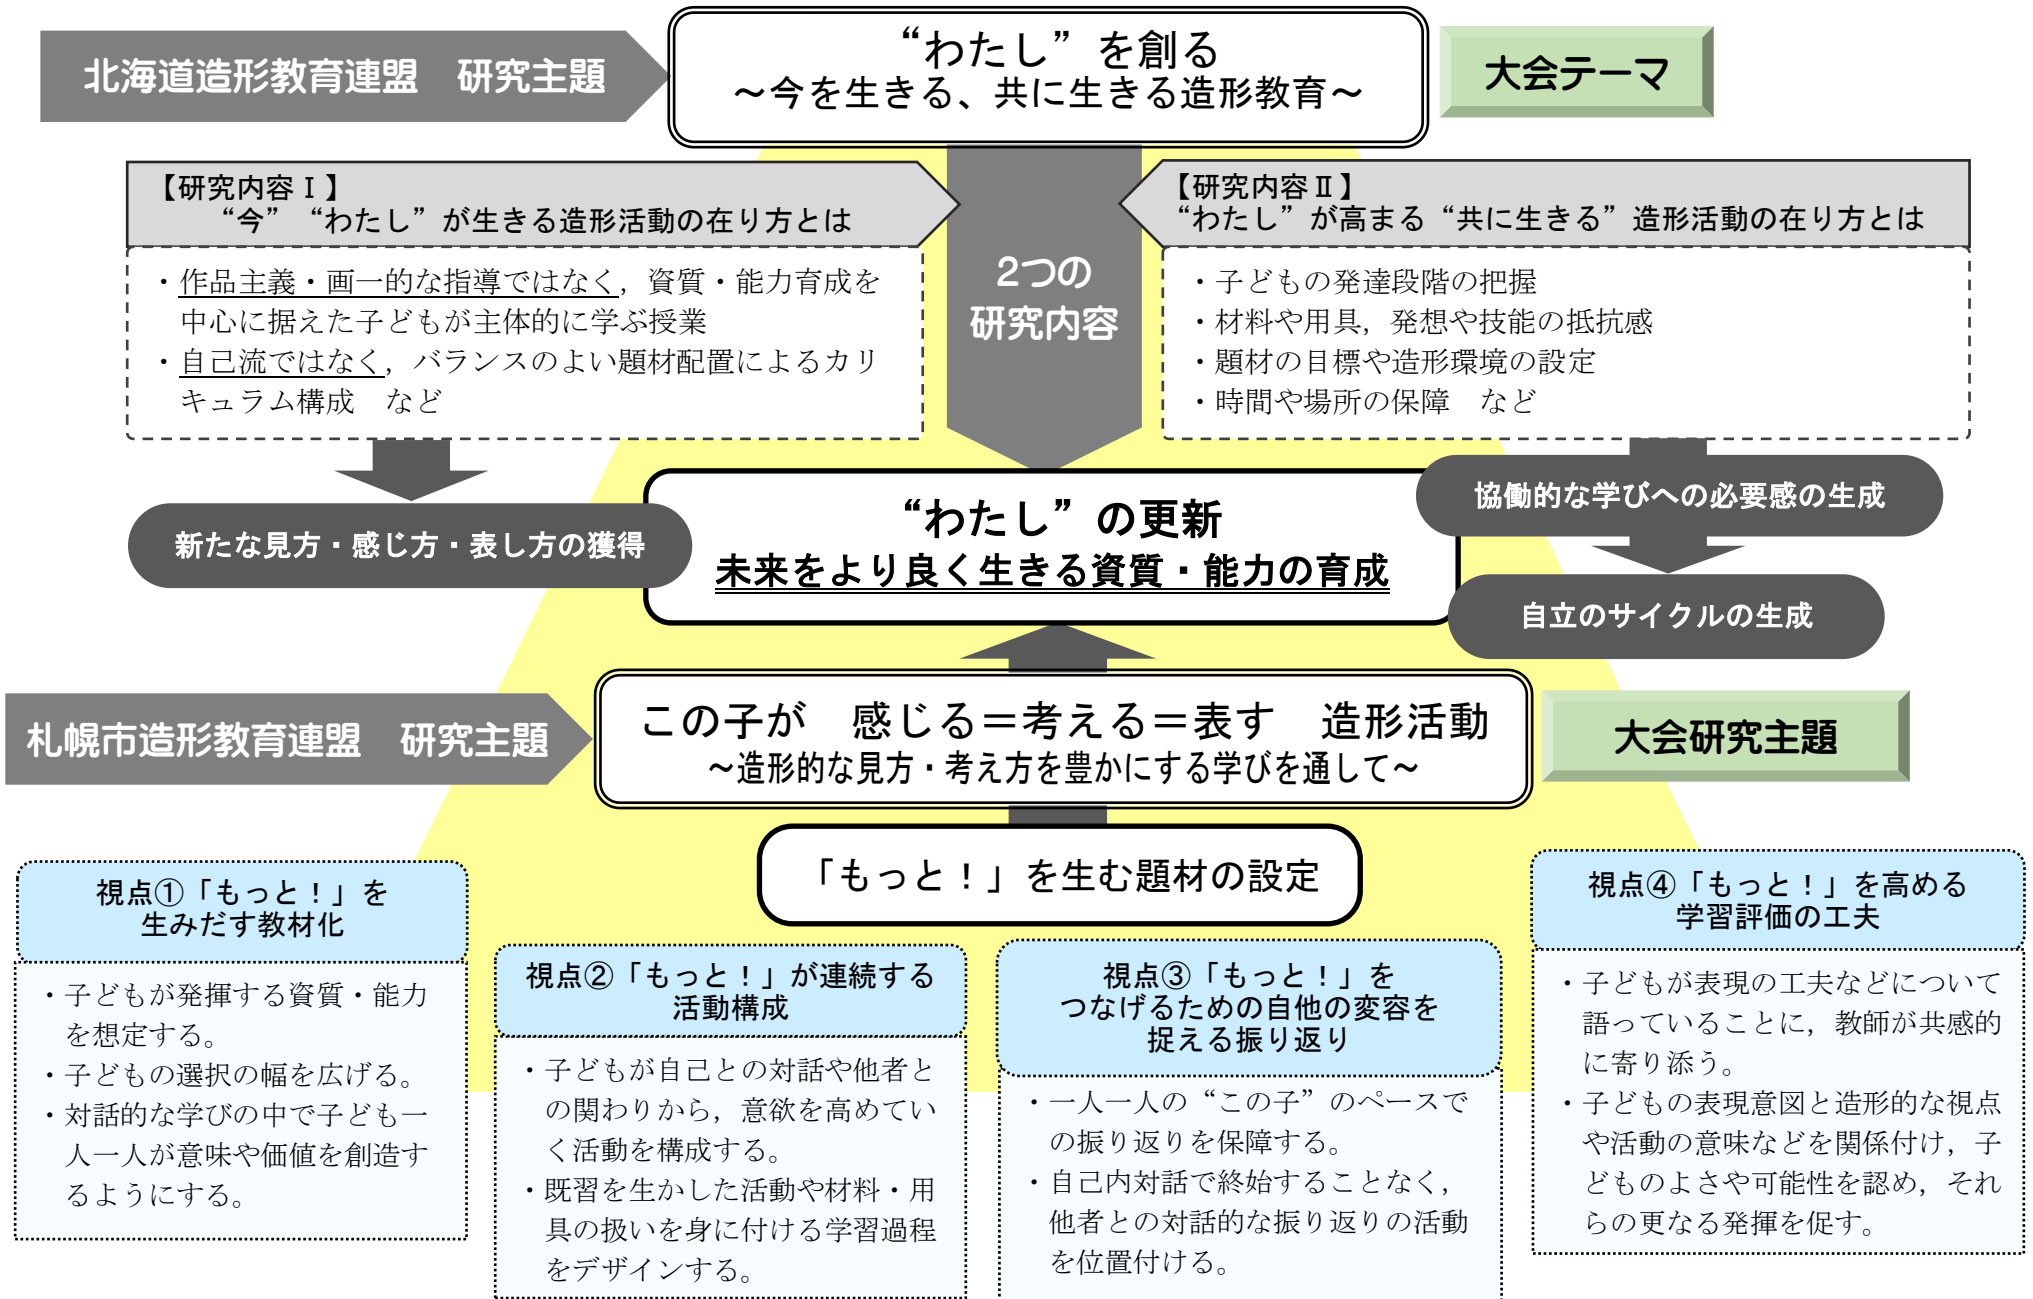 北海道造形教育連盟　研究主題
“わたし”を創る
～今を生きる、共に生きる造形教育～
大会テーマ
【研究内容Ⅰ】
“今”“わたし”が生きる造形活動の在り方とは
・作品主義・画一的な指導ではなく，資質・能力育成を
中心に据えた子どもが主体的に学ぶ授業
・自己流ではなく，バランスのよい題材配置によるカリ
キュラム構成　など
2つの
研究内容
【研究内容Ⅱ】
“わたし”が高まる“共に生きる”造形活動の在り方とは
・子どもの発達段階の把握
・材料や用具，発想や技能の抵抗感
・題材の目標や造形環境の設定
・時間や場所の保障　など
新たな見方・感じ方・表し方の獲得
“わたし”の更新
未来をより良く生きる資質・能力の育成
協働的な学びへの必要感の生成
自立のサイクルの生成
札幌市造形教育連盟　研究主題
この子が　感じる＝考える＝表す　造形活動
～造形的な見方・考え方を豊かにする学びを通して～
大会研究主題
「もっと！」を生む題材の設定
視点①「もっと！」を
生みだす教材化
・子どもが発揮する資質・能力
を想定する。
・子どもの選択の幅を広げる。
・対話的な学びの中で子ども一
人一人が意味や価値を創造す
るようにする。
視点②「もっと！」が連続する
活動構成
・子どもが自己との対話や他者と
の関わりから，意欲を高めてい
く活動を構成する。
・既習を生かした活動や材料・用
具の扱いを身に付ける学習過程
をデザインする。
視点③「もっと！」を
つなげるための自他の変容を
捉える振り返り
・一人一人の“この子”のペースで
の振り返りを保障する。
・自己内対話で終始することなく，
他者との対話的な振り返りの活動
を位置付ける。
視点④「もっと！」を高める
学習評価の工夫
・子どもが表現の工夫などについて
語っていることに，教師が共感的
に寄り添う。
・子どもの表現意図と造形的な視点
や活動の意味などを関係付け，子
どものよさや可能性を認め，それ
らの更なる発揮を促す。